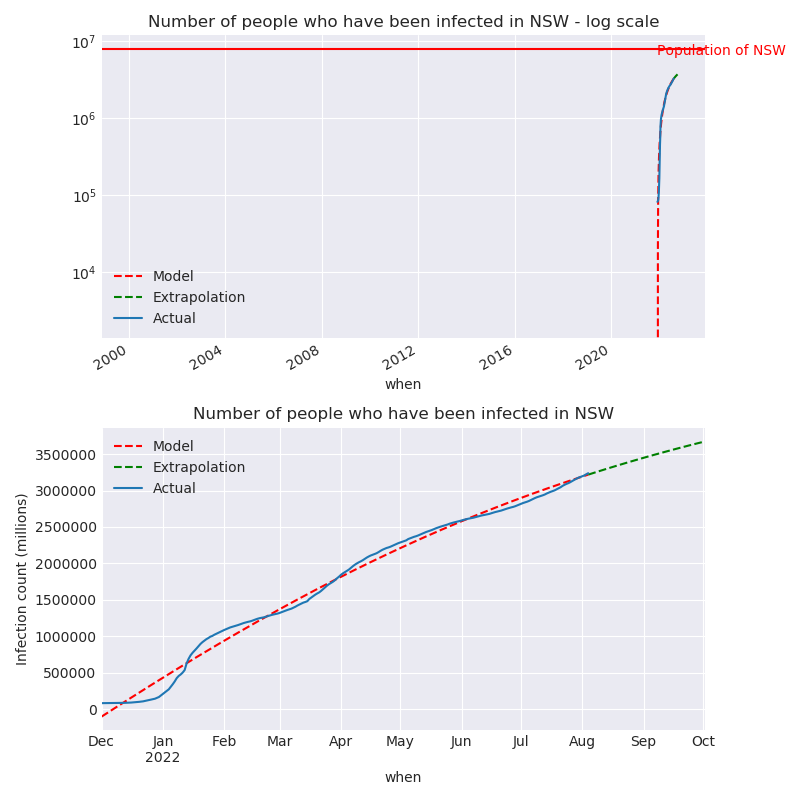 Number of people who have been infected in NSW - log scale
10^7
Population of NSW
10^6
10^5
10^4
Model
Extrapolation
Actual
2000 2004 2008 2012 2016 2020
when
Number of people who have been infected in NSW
Infection count (millions)
3500000
3000000
2500000
2000000
1500000
1000000
500000
0
Model
Extrapolation
Actual
Dec Jan Feb Mar Apr May Jun Jul Aug Sep Oct
2022
when